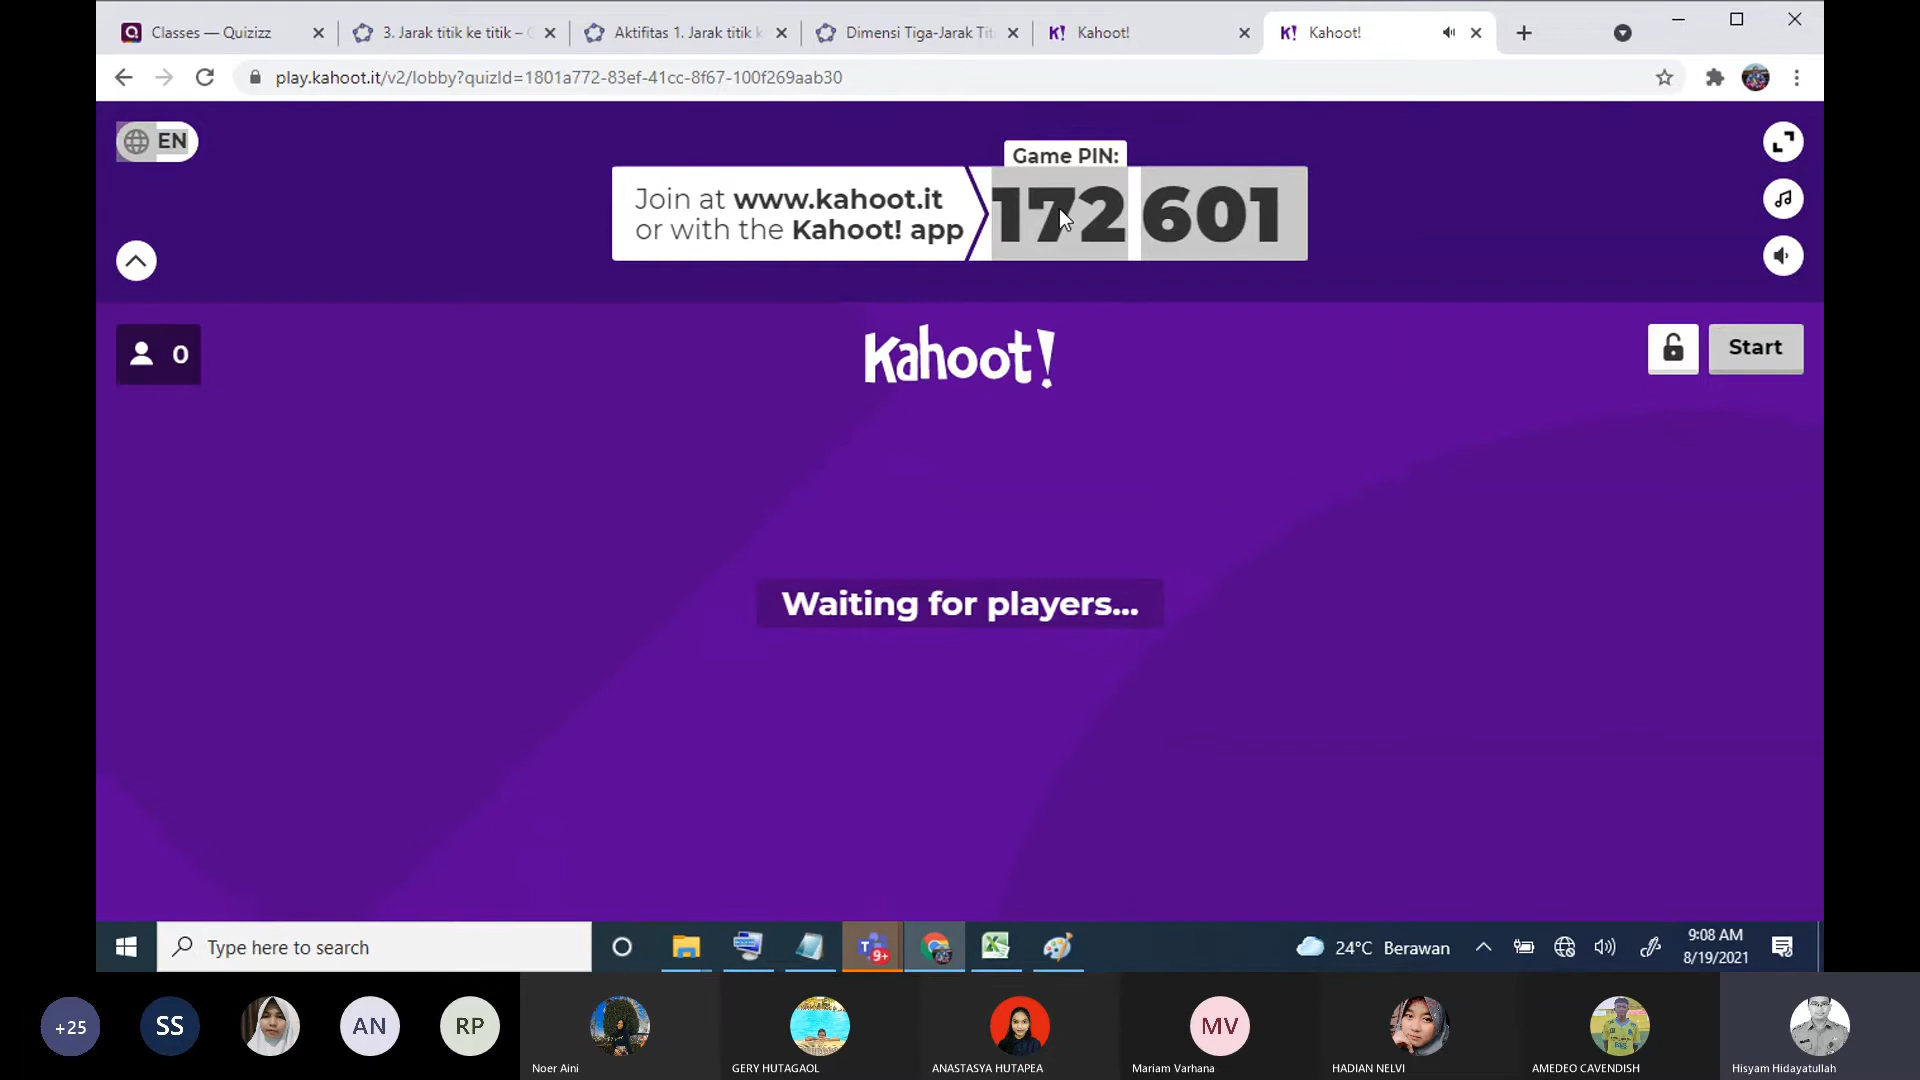 Classes — Quizizz
3. Jarak titik ke titik –
Aktifitas 1. Jarak titik k
Dimensi Tiga-Jarak Tit
K! Kahoot!
K! Kahoot!
play.kahoot.it/v2/lobby?quizId=1801a772-83ef-41cc-8f67-100f269aab30
EN
Game PIN:
Join at www.kahoot.it
or with the Kahoot! app
172 601
0
Kahoot!
Start
Waiting for players...
Type here to search
9+
24°C Berawan
9:08 AM
8/19/2021
+25
SS
AN
RP
MV
Noer Aini
GERY HUTAGAOL
ANASTASYA HUTAPEA
Mariam Varhana
HADIAN NELVI
AMEDEO CAVENDISH
Hisyam Hidayatullah